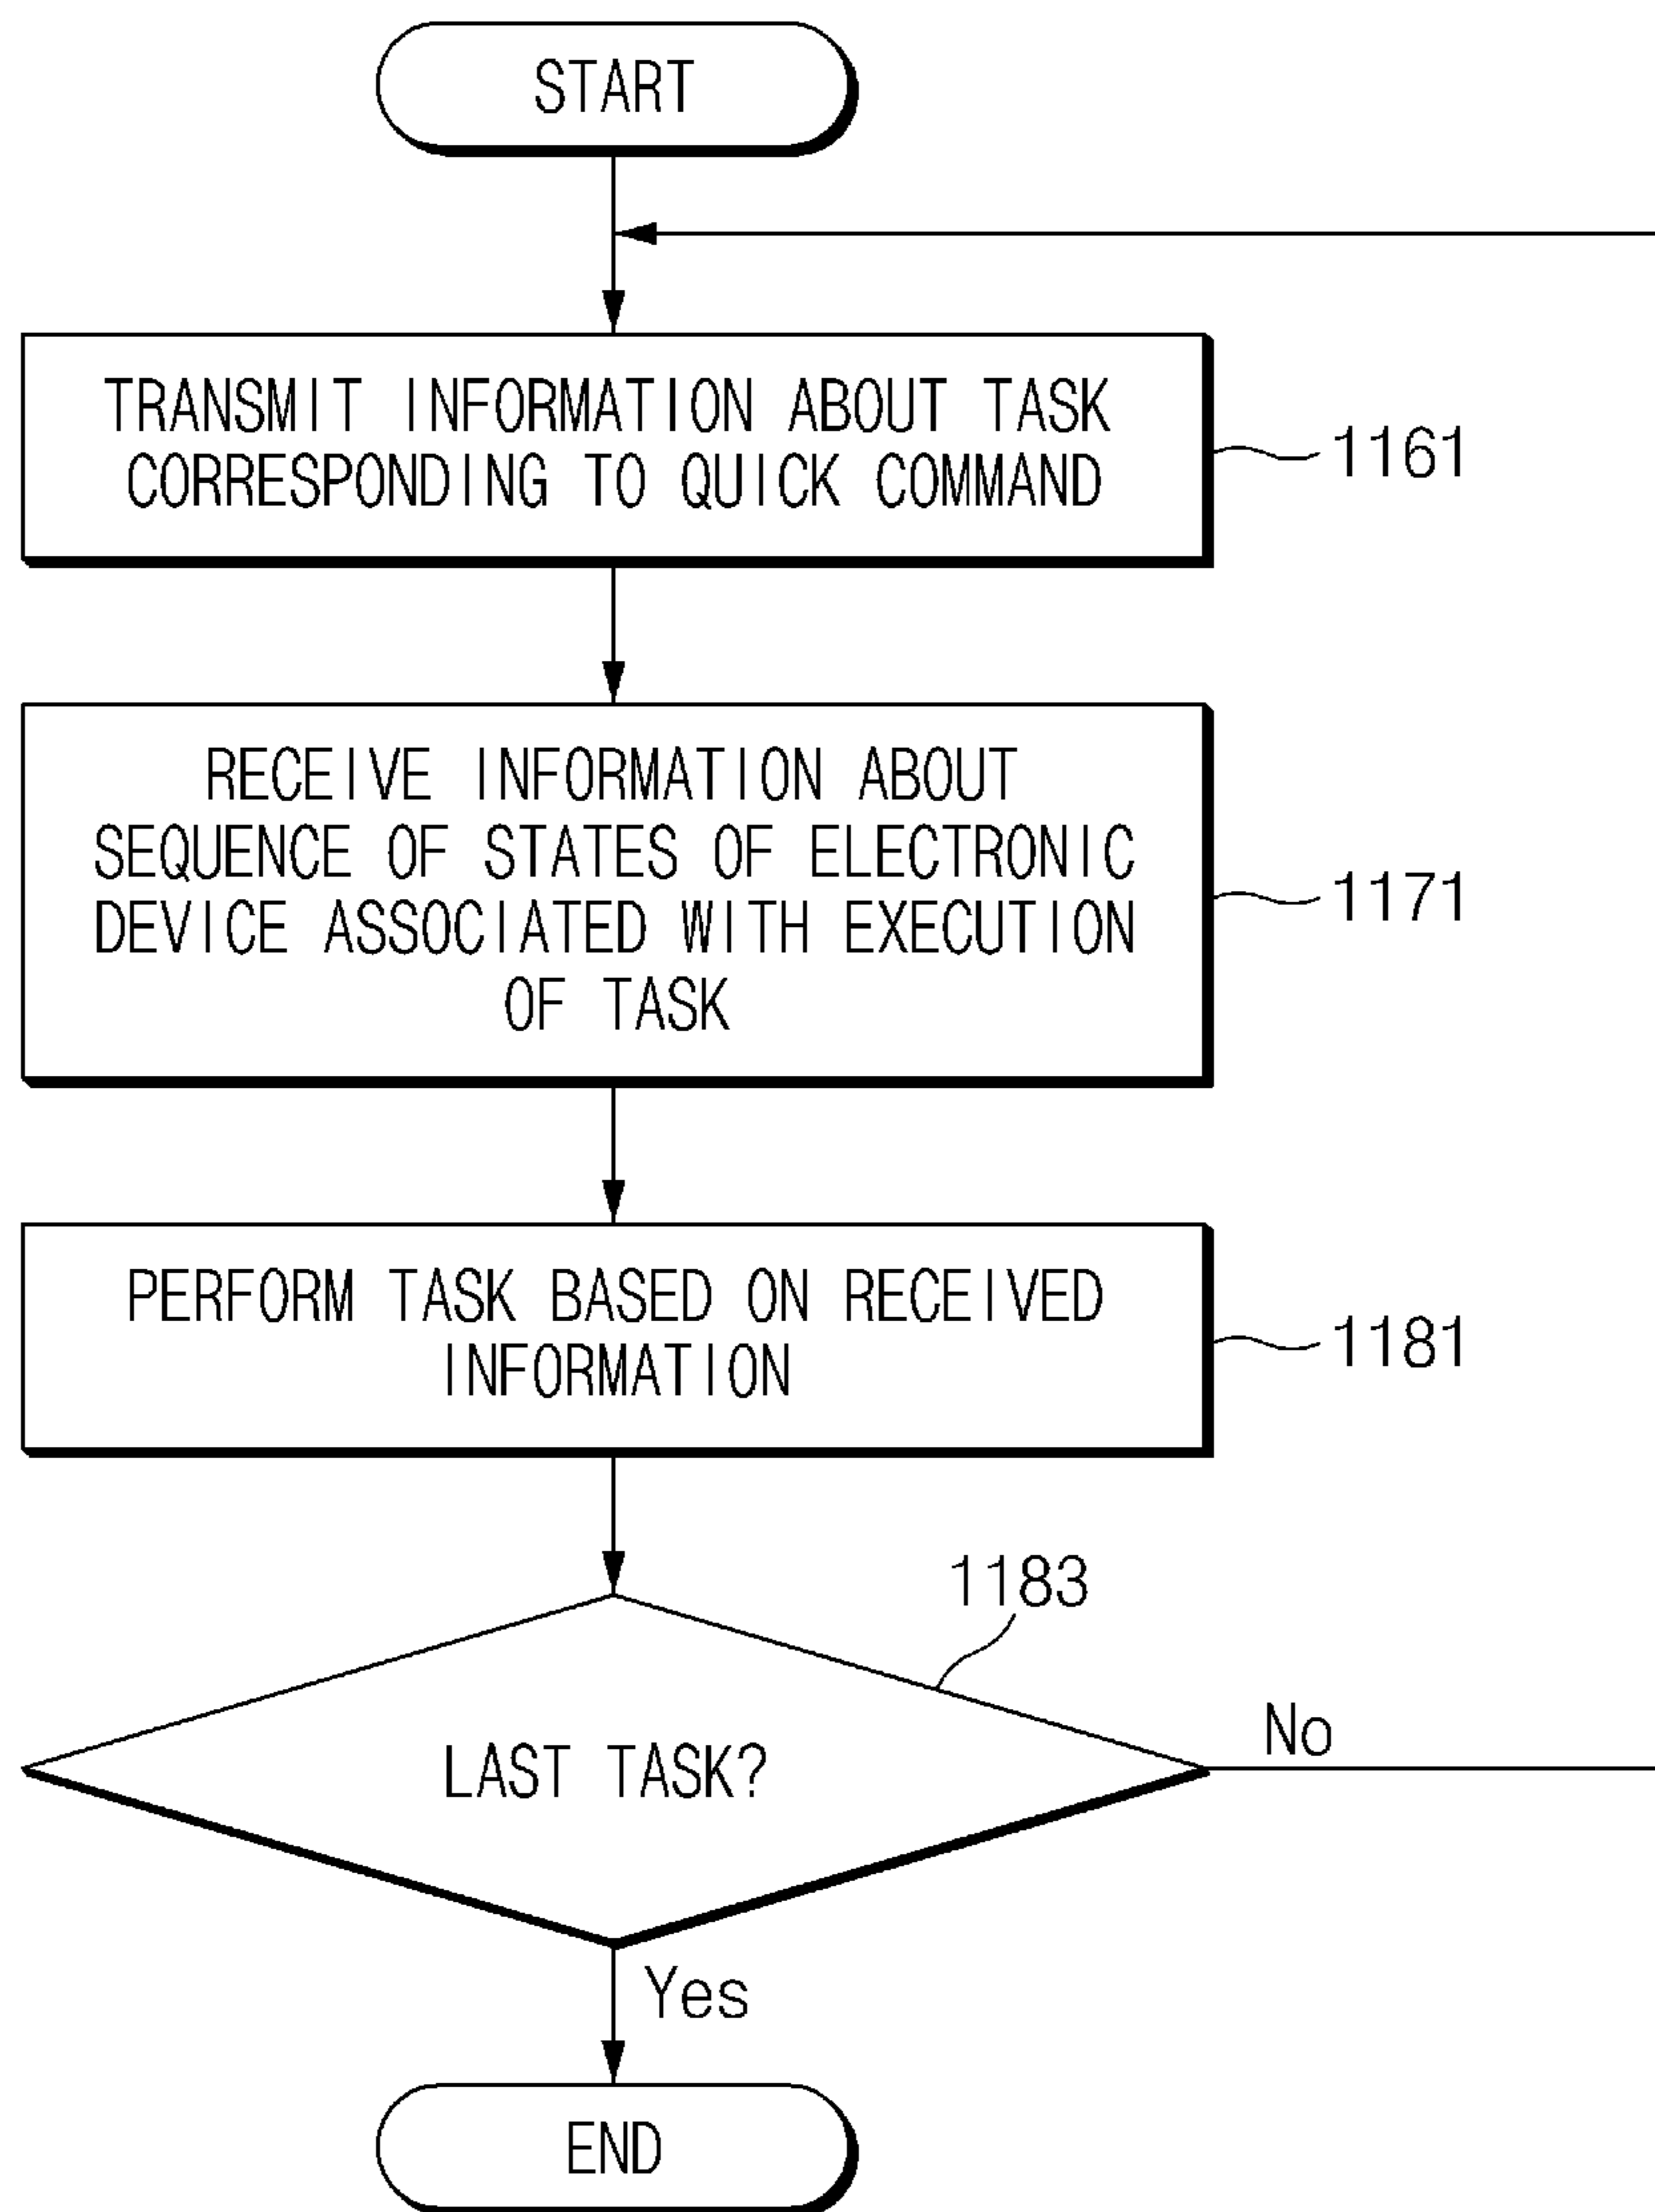 START
TRANSMIT INFORMATION ABOUT TASK
CORRESPONDING TO QUICK COMMAND
1161
RECEIVE INFORMATION ABOUT
SEQUENCE OF STATES OF ELECTRONIC
DEVICE ASSOCIATED WITH EXECUTION
OF TASK
1171
PERFORM TASK BASED ON RECEIVED
INFORMATION
1181
1183
LAST TASK?
No
Yes
END